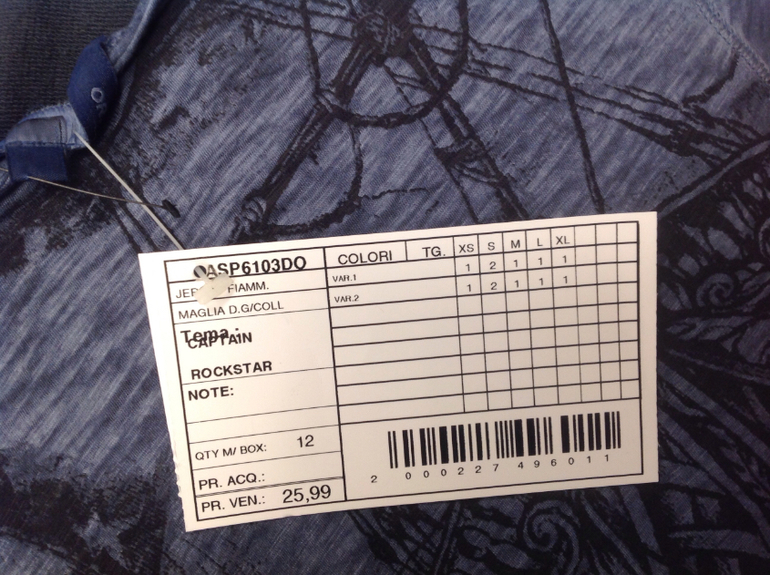 ASP6103DO
FIAMM.
MAGLIA D.G/COLL
Tema.:
CAPTAIN
ROCKSTAR
NOTE:
QTY M/ BOX: 12
PR. ACQ.:
PR. VEN.: 25,99
COLORI TG. XS S M L XL
VAR.1 1 2 1 1 1
VAR.2 1 2 1 1 1
2 000227 496011